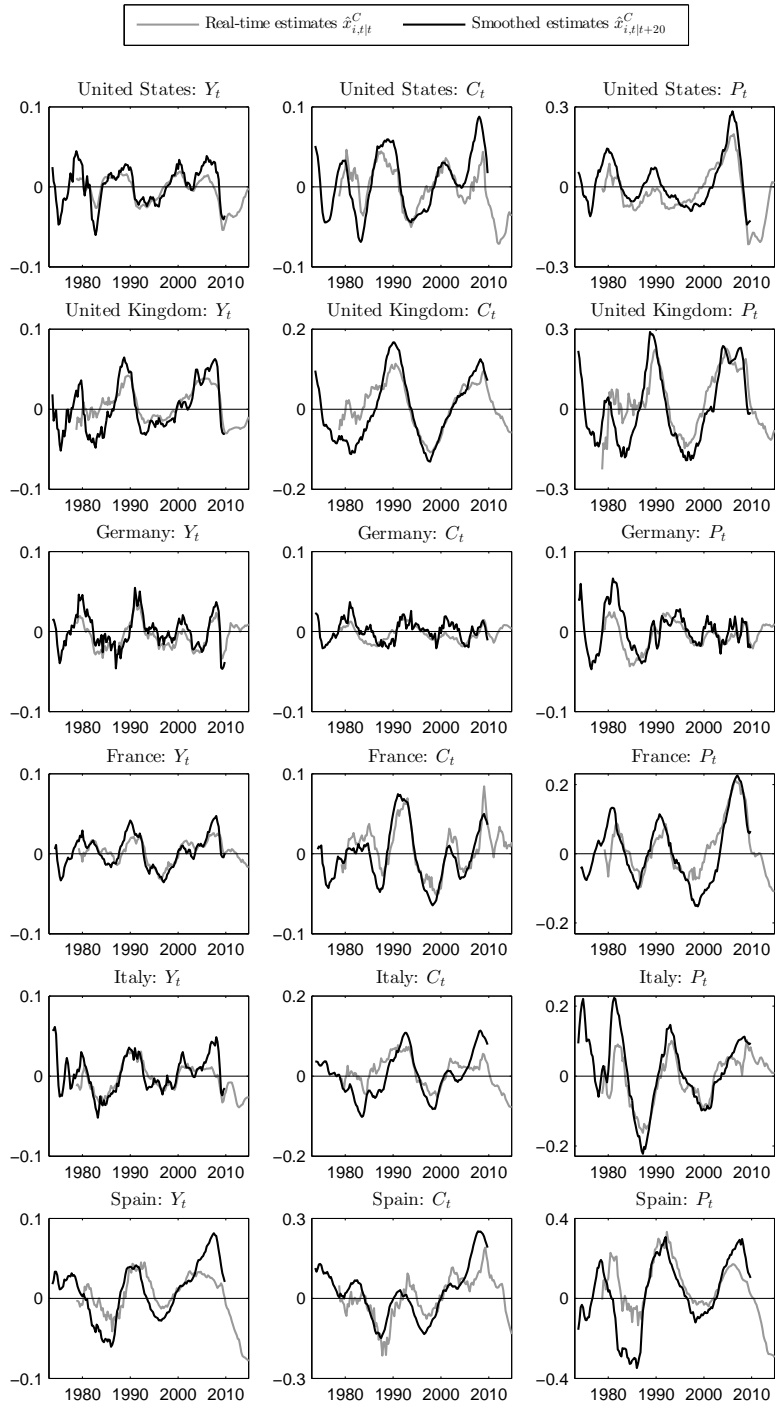 Real-time estimates x̂^C_{i,t|t} Smoothed estimates x̂^C_{i,t|t+20}
United States: Y_t United States: C_t United States: P_t
0.1 0.1 0.3
0 0 0
−0.1 −0.1 −0.3
1980 1990 2000 2010 1980 1990 2000 2010 1980 1990 2000 2010
United Kingdom: Y_t United Kingdom: C_t United Kingdom: P_t
0.1 0.2 0.3
0 0 0
−0.1 −0.2 −0.3
1980 1990 2000 2010 1980 1990 2000 2010 1980 1990 2000 2010
Germany: Y_t Germany: C_t Germany: P_t
0.1 0.1 0.1
0 0 0
−0.1 −0.1 −0.1
1980 1990 2000 2010 1980 1990 2000 2010 1980 1990 2000 2010
France: Y_t France: C_t France: P_t
0.1 0.1 0.2
0 0 0
−0.1 −0.1 −0.2
1980 1990 2000 2010 1980 1990 2000 2010 1980 1990 2000 2010
Italy: Y_t Italy: C_t Italy: P_t
0.1 0.2 0.2
0 0 0
−0.1 −0.2 −0.2
1980 1990 2000 2010 1980 1990 2000 2010 1980 1990 2000 2010
Spain: Y_t Spain: C_t Spain: P_t
0.1 0.3 0.4
0 0 0
−0.1 −0.3 −0.4
1980 1990 2000 2010 1980 1990 2000 2010 1980 1990 2000 2010